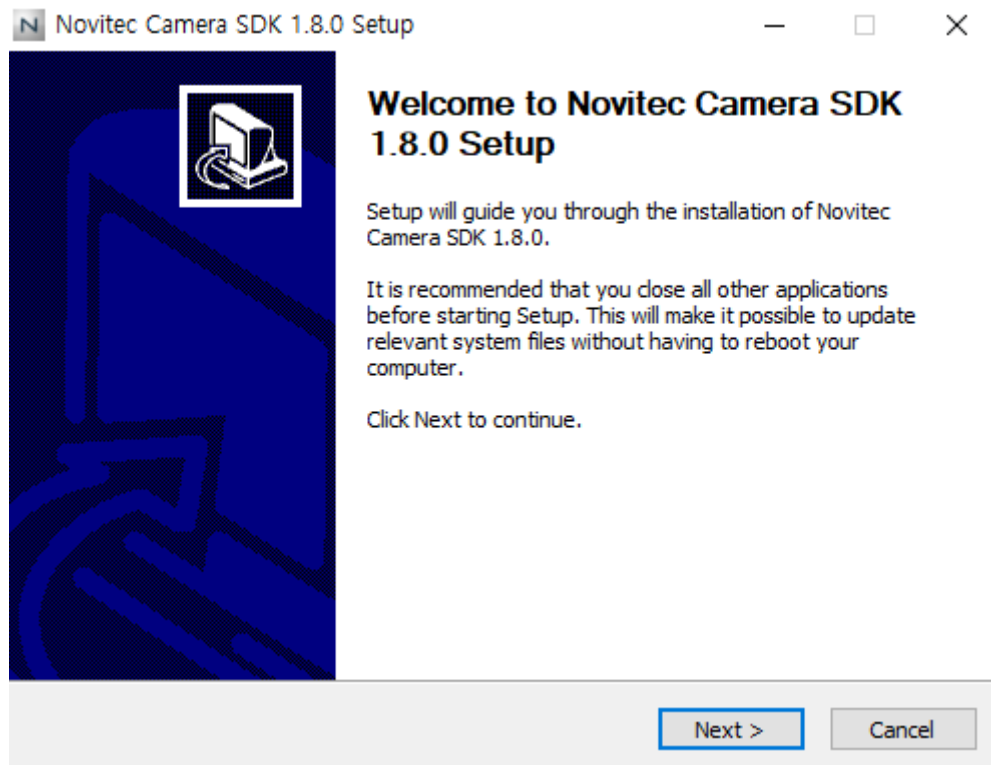 N Novitec Camera SDK 1.8.0 Setup
Welcome to Novitec Camera SDK
1.8.0 Setup
Setup will guide you through the installation of Novitec
Camera SDK 1.8.0.
It is recommended that you close all other applications
before starting Setup. This will make it possible to update
relevant system files without having to reboot your
computer.
Click Next to continue.
Next > Cancel